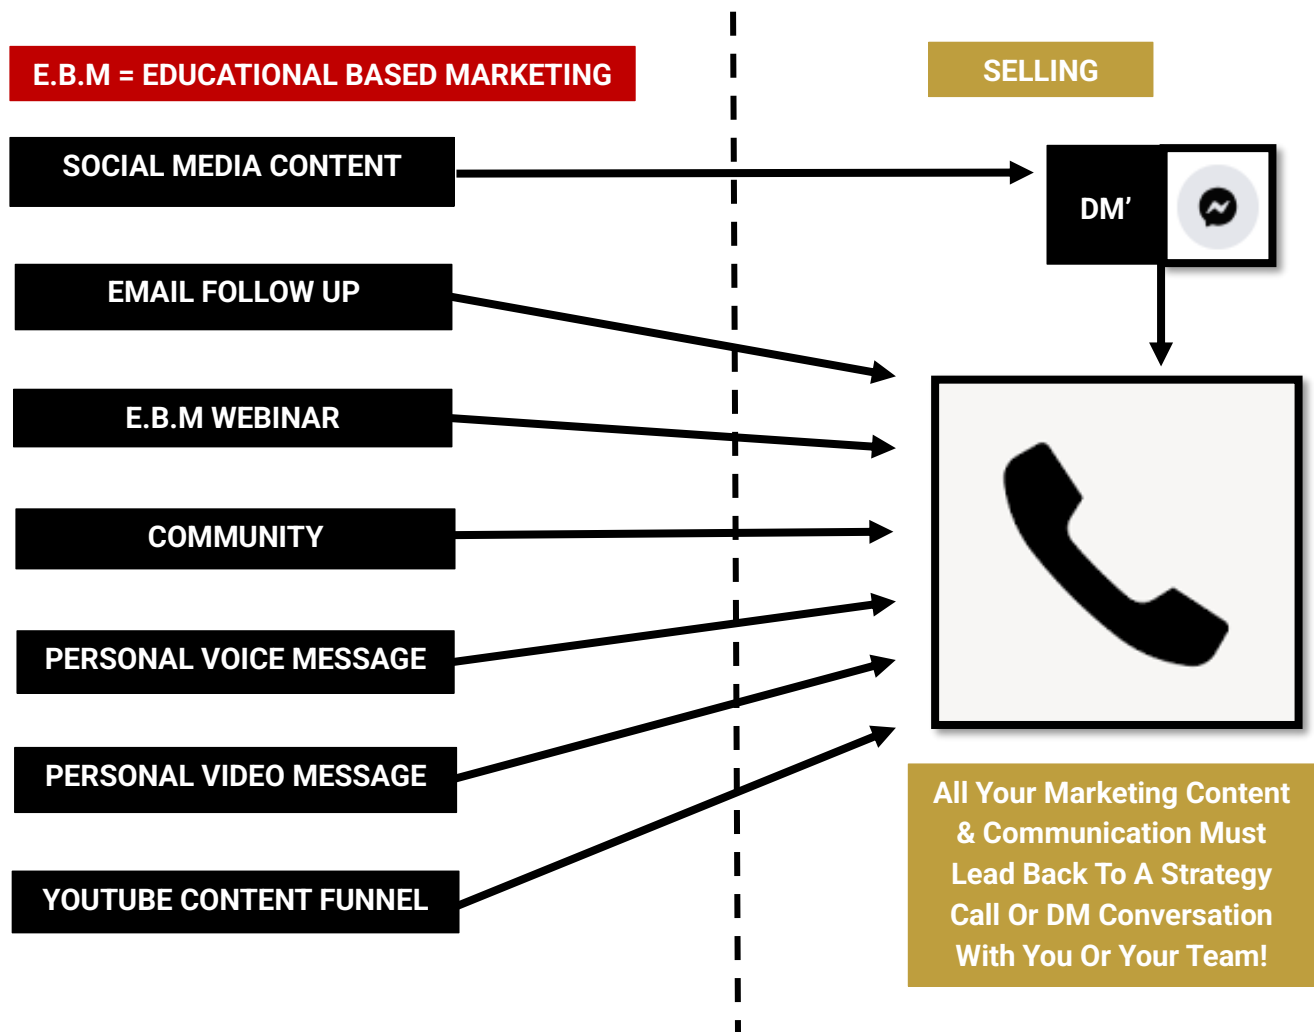 E.B.M = EDUCATIONAL BASED MARKETING
SELLING
SOCIAL MEDIA CONTENT
DM’
EMAIL FOLLOW UP
E.B.M WEBINAR
COMMUNITY
PERSONAL VOICE MESSAGE
PERSONAL VIDEO MESSAGE
YOUTUBE CONTENT FUNNEL
All Your Marketing Content
& Communication Must
Lead Back To A Strategy
Call Or DM Conversation
With You Or Your Team!